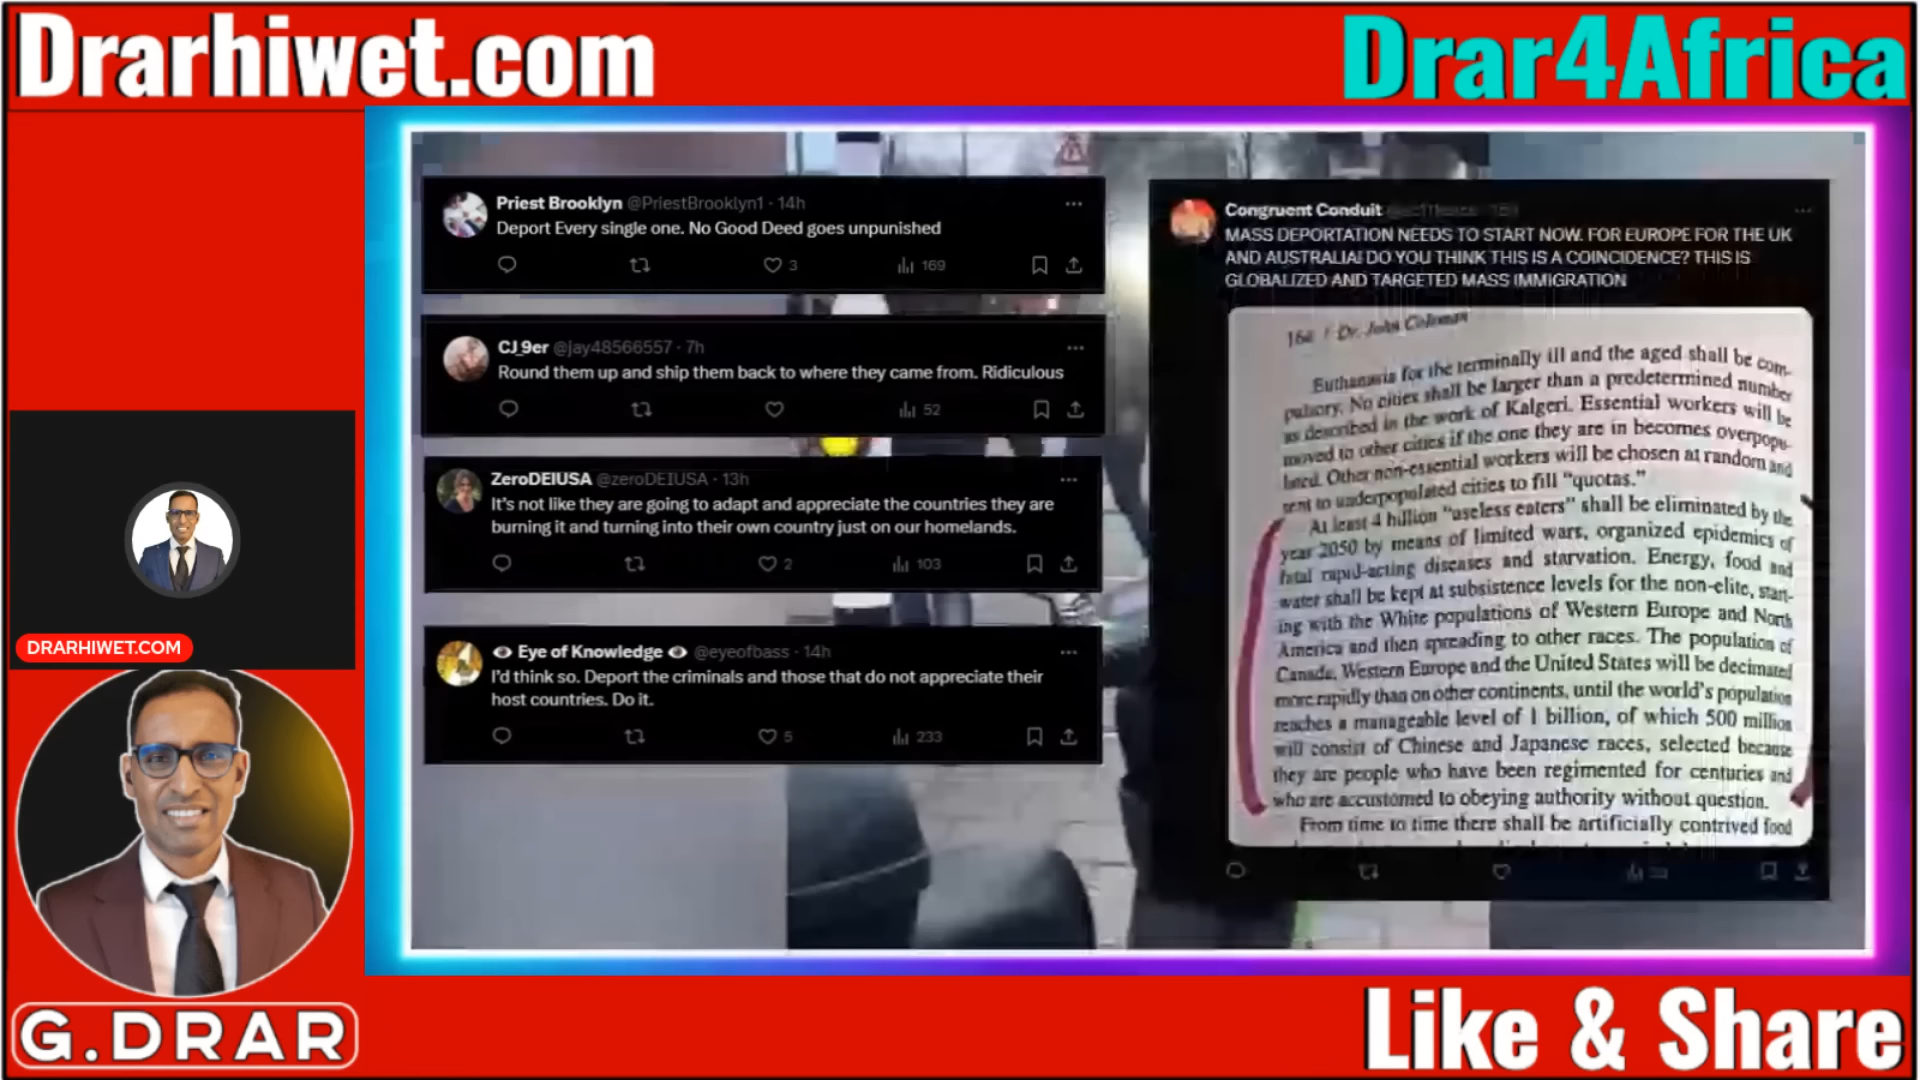 Drarhiwet.com
Drar4Africa
Priest Brooklyn @PriestBrooklyn1 · 14h
Deport Every single one. No Good Deed goes unpunished
3
169
CJ_9er @jay48566557 · 7h
Round them up and ship them back to where they came from. Ridiculous
52
ZeroDEIUSA @zeroDEIUSA · 13h
It's not like they are going to adapt and appreciate the countries they are
burning it and turning into their own country just on our homelands.
2
103
Eye of Knowledge @eyeofbass · 14h
I'd think so. Deport the criminals and those that do not appreciate their
host countries. Do it.
5
233
Congruent Conduit
MASS DEPORTATION NEEDS TO START NOW. FOR EUROPE FOR THE UK
AND AUSTRALIA! DO YOU THINK THIS IS A COINCIDENCE? THIS IS
GLOBALIZED AND TARGETED MASS IMMIGRATION
Dr. John Coleman
Euthanasia for the terminally ill and the aged shall be com-
pulsory. No cities shall be larger than a predetermined number
as described in the work of Kalgeri. Essential workers will be
moved to other cities if the one they are in becomes overpopu-
lated. Other non-essential workers will be chosen at random and
sent to underpopulated cities to fill "quotas."
At least 4 billion "useless eaters" shall be eliminated by the
year 2050 by means of limited wars, organized epidemics of
fatal rapid-acting diseases and starvation. Energy, food and
water shall be kept at subsistence levels for the non-elite, start-
ing with the White populations of Western Europe and North
America and then spreading to other races. The population of
Canada, Western Europe and the United States will be decimated
more rapidly than on other continents, until the world's population
reaches a manageable level of 1 billion, of which 500 million
will consist of Chinese and Japanese races, selected because
they are people who have been regimented for centuries and
who are accustomed to obeying authority without question.
From time to time there shall be artificially contrived food
DRARHIWET.COM
G.DRAR
Like & Share